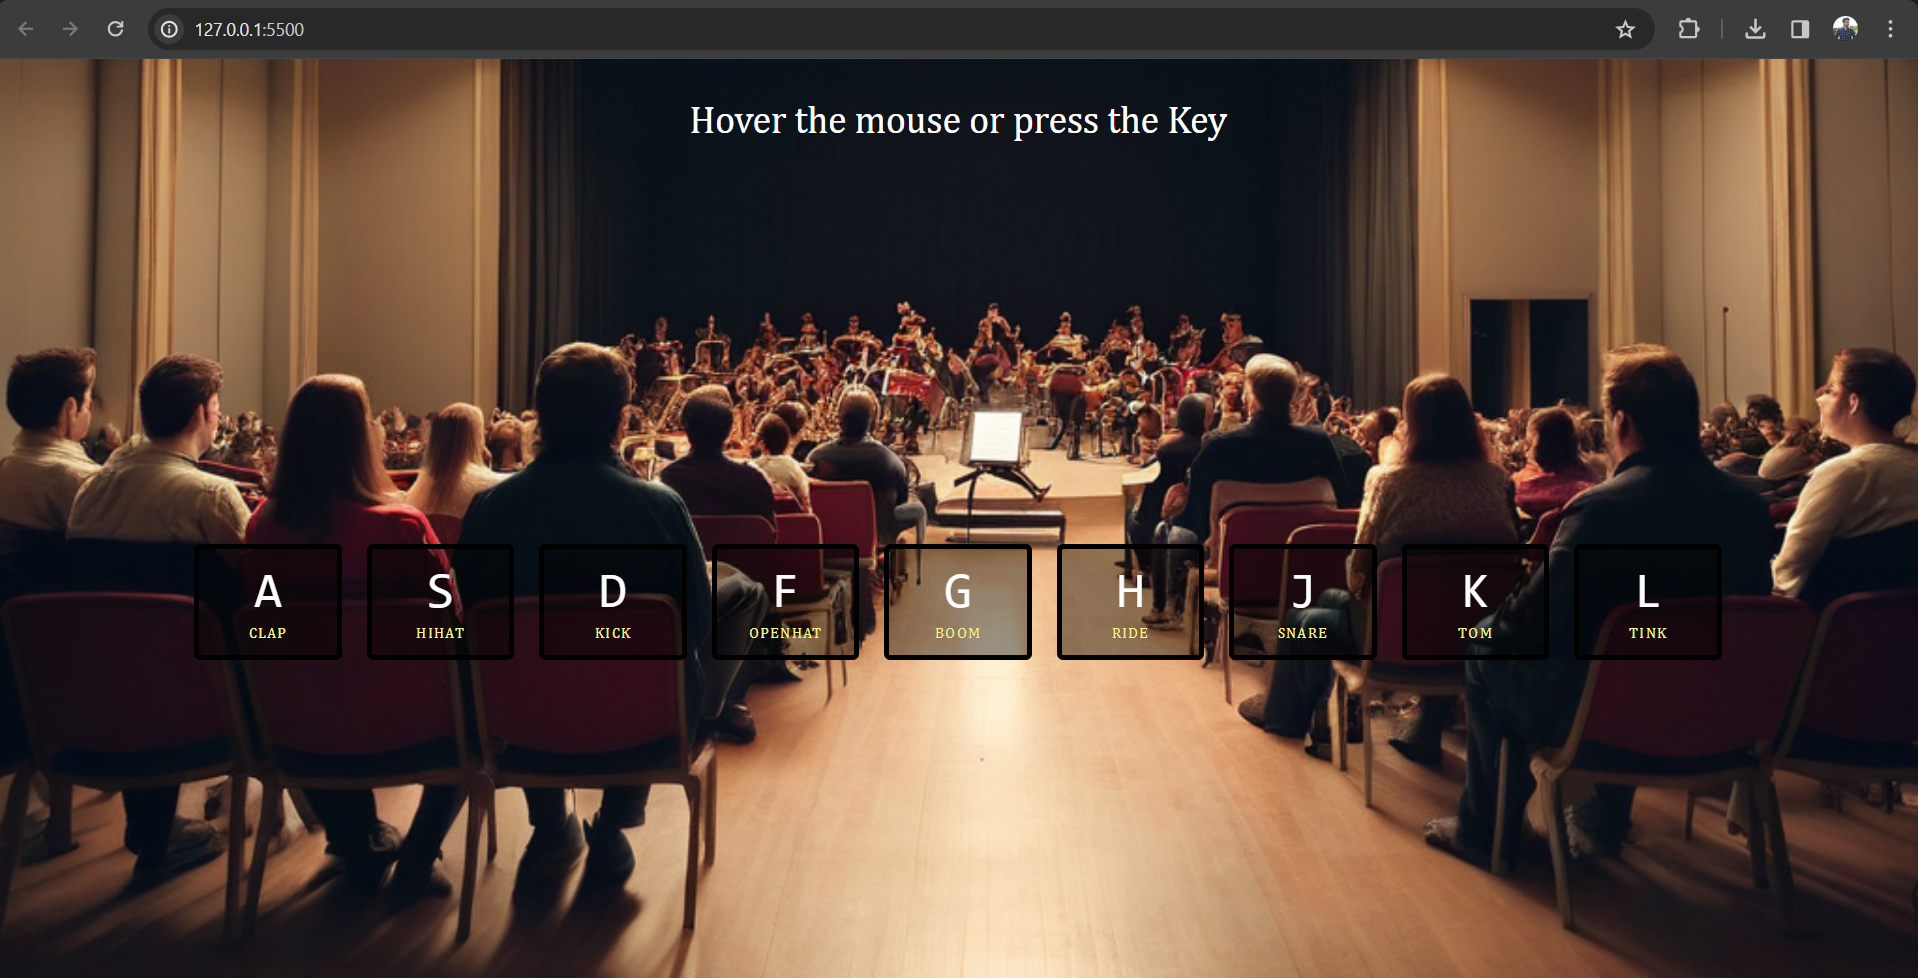 127.0.0.1:5500
Hover the mouse or press the Key
A S D F G H J K L
CLAP HIHAT KICK OPENHAT BOOM RIDE SNARE TOM TINK